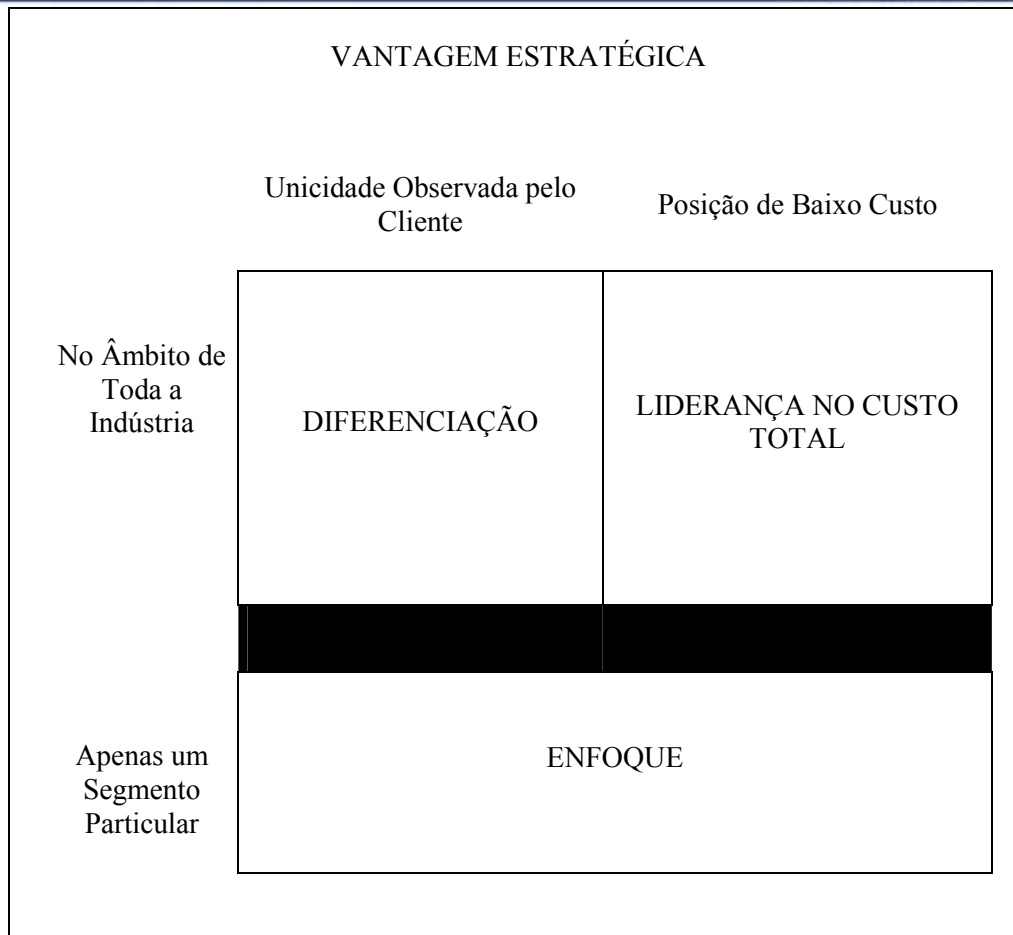 VANTAGEM ESTRATÉGICA
Unicidade Observada pelo
Cliente
Posição de Baixo Custo
No Âmbito de
Toda a
Indústria
DIFERENCIAÇÃO
LIDERANÇA NO CUSTO
TOTAL
Apenas um
Segmento
Particular
ENFOQUE